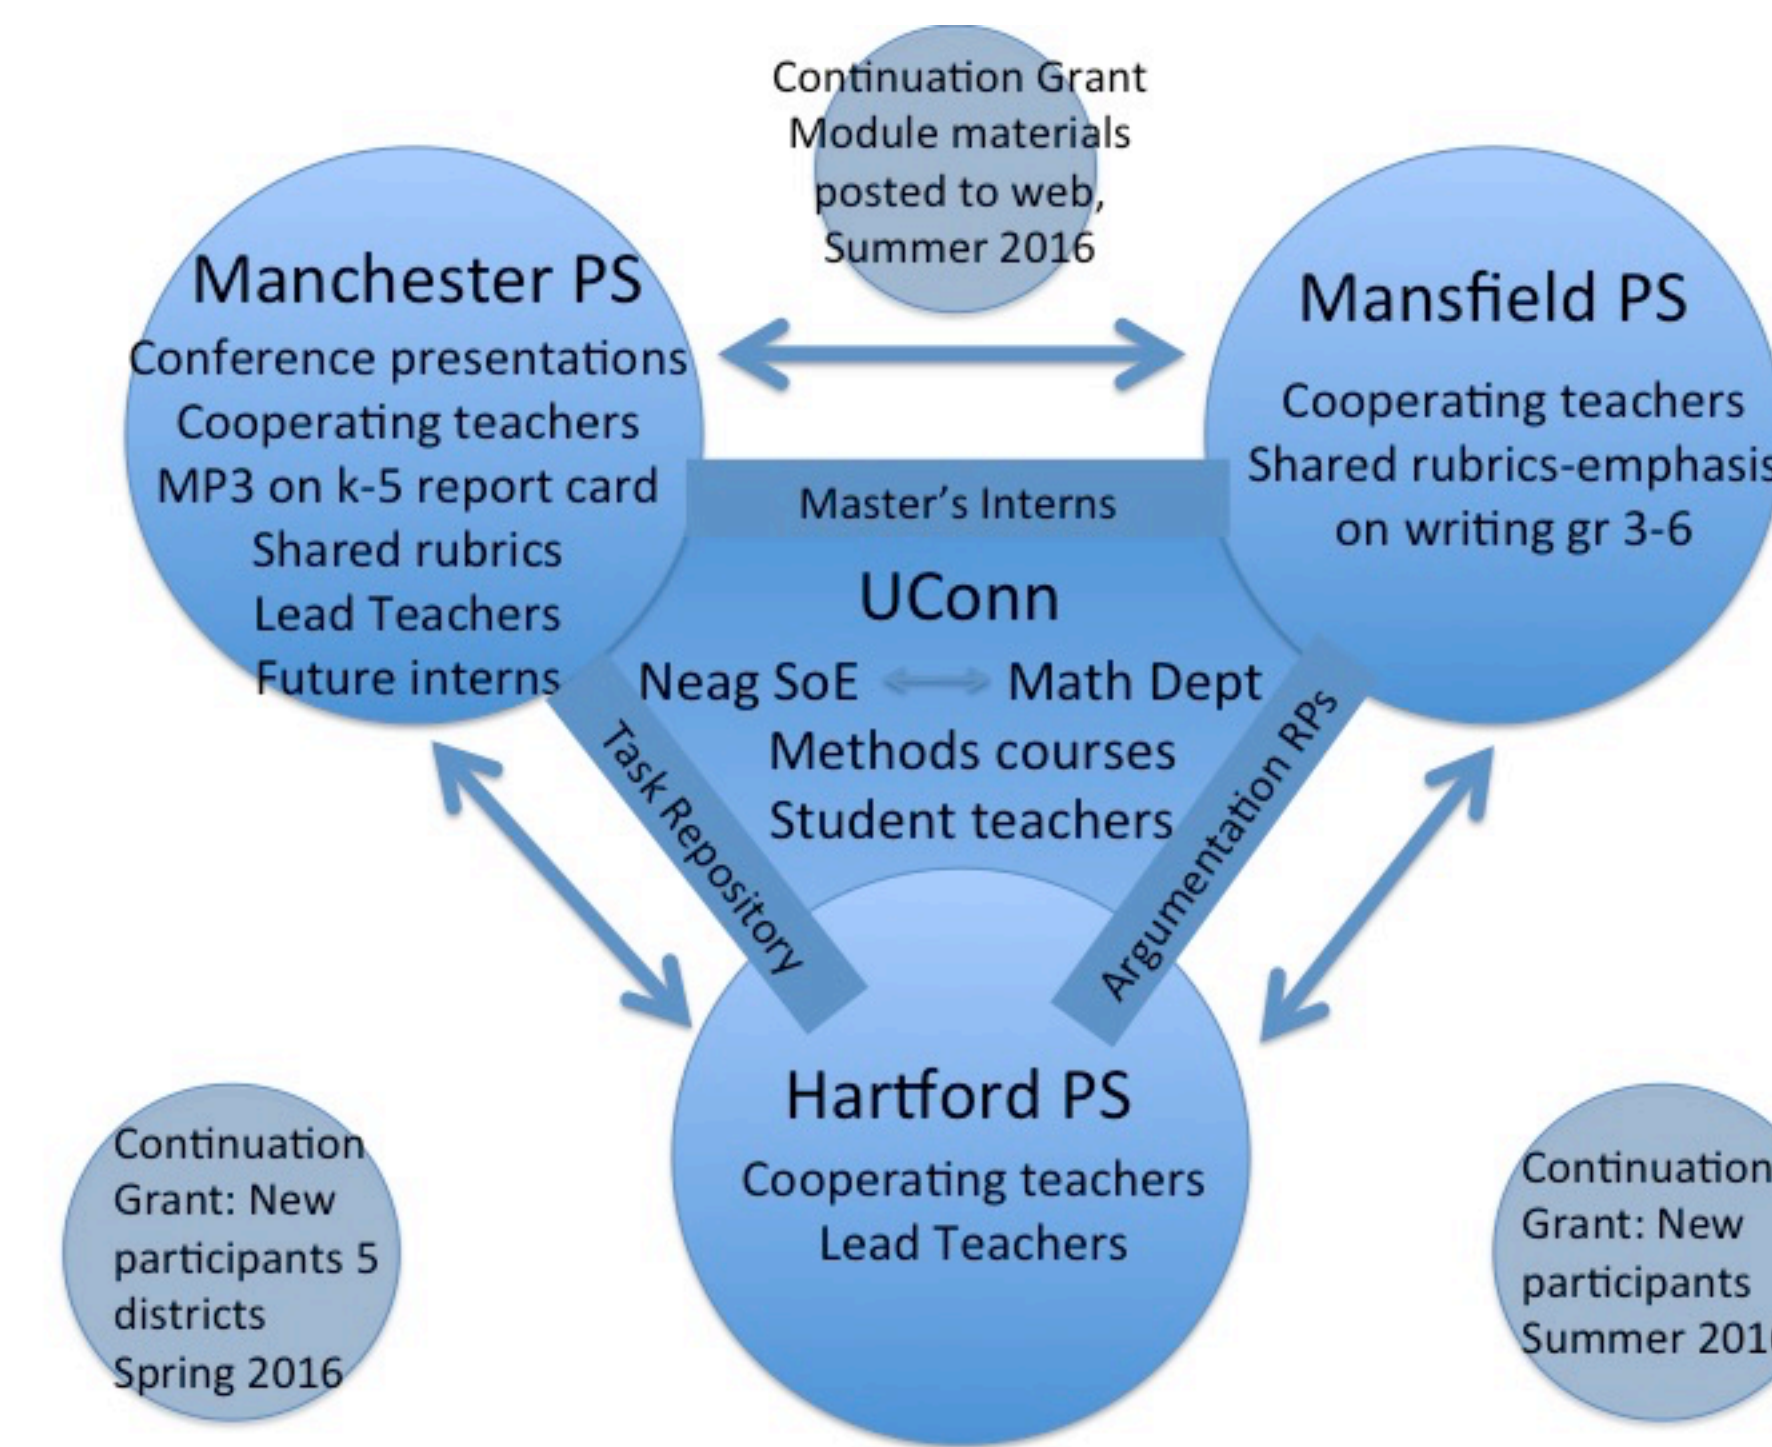 Continuation Grant
Module materials
posted to web,
Summer 2016
Manchester PS
Conference presentations
Cooperating teachers
MP3 on k-5 report card
Shared rubrics
Lead Teachers
Future interns
Mansfield PS
Cooperating teachers
Shared rubrics-emphasis
on writing gr 3-6
Master's Interns
UConn
Neag SoE Math Dept
Methods courses
Student teachers
Task Repository
Argumentation RPs
Hartford PS
Cooperating teachers
Lead Teachers
Continuation
Grant: New
participants 5
districts
Spring 2016
Continuation
Grant: New
participants
Summer